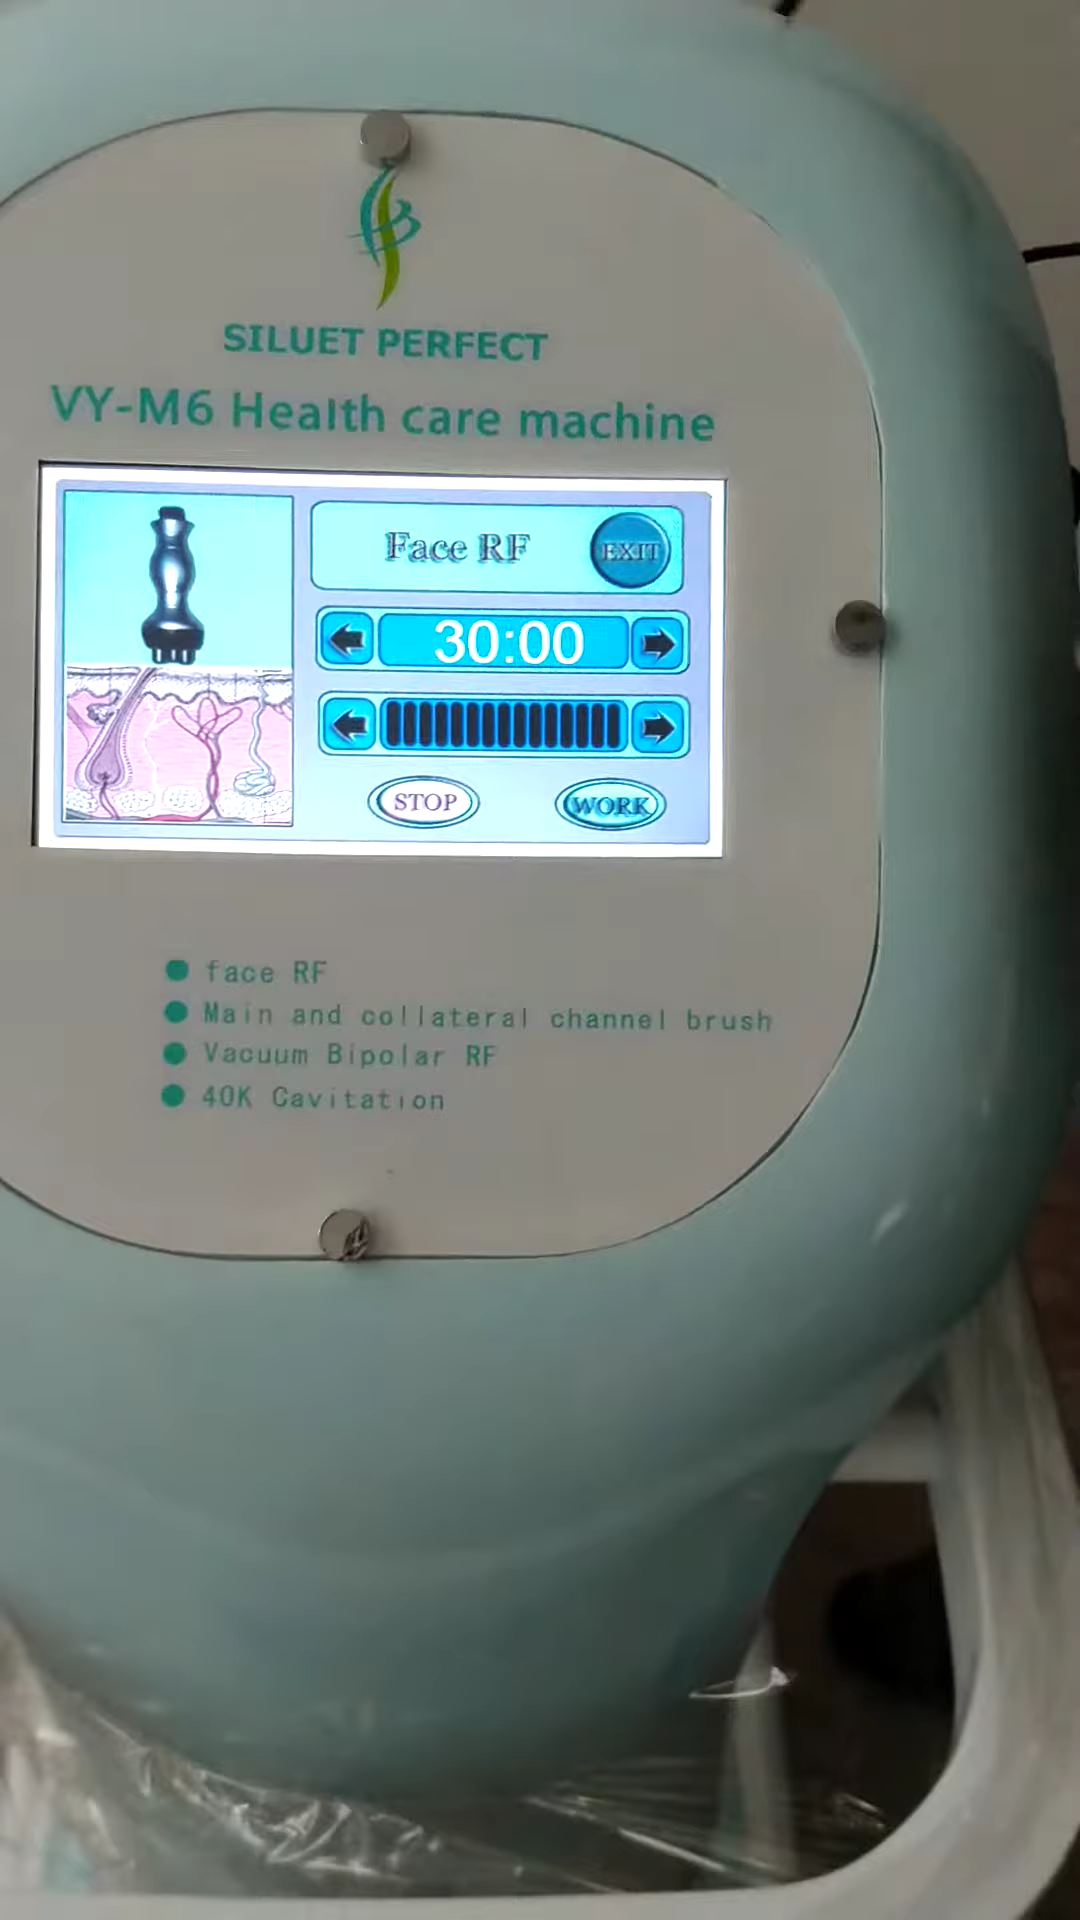 SILUET PERFECT
VY-M6 Health care machine
Face RF
EXIT
30:00
STOP
WORK
face RF
Main and collateral channel brush
Vacuum Bipolar RF
40K Cavitation